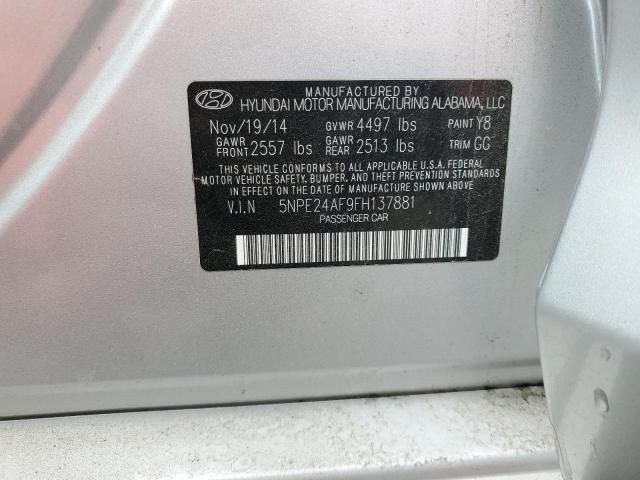 MANUFACTURED BY
HYUNDAI MOTOR MANUFACTURING ALABAMA, LLC
Nov/19/14 GVWR 4497 lbs PAINT Y8
GAWR FRONT 2557 lbs GAWR REAR 2513 lbs TRIM GG
THIS VEHICLE CONFORMS TO ALL APPLICABLE U.S.A. FEDERAL
MOTOR VEHICLE SAFETY, BUMPER, AND THEFT PREVENTION STANDARDS
IN EFFECT ON THE DATE OF MANUFACTURE SHOWN ABOVE.
V.I.N 5NPE24AF9FH137881
PASSENGER CAR